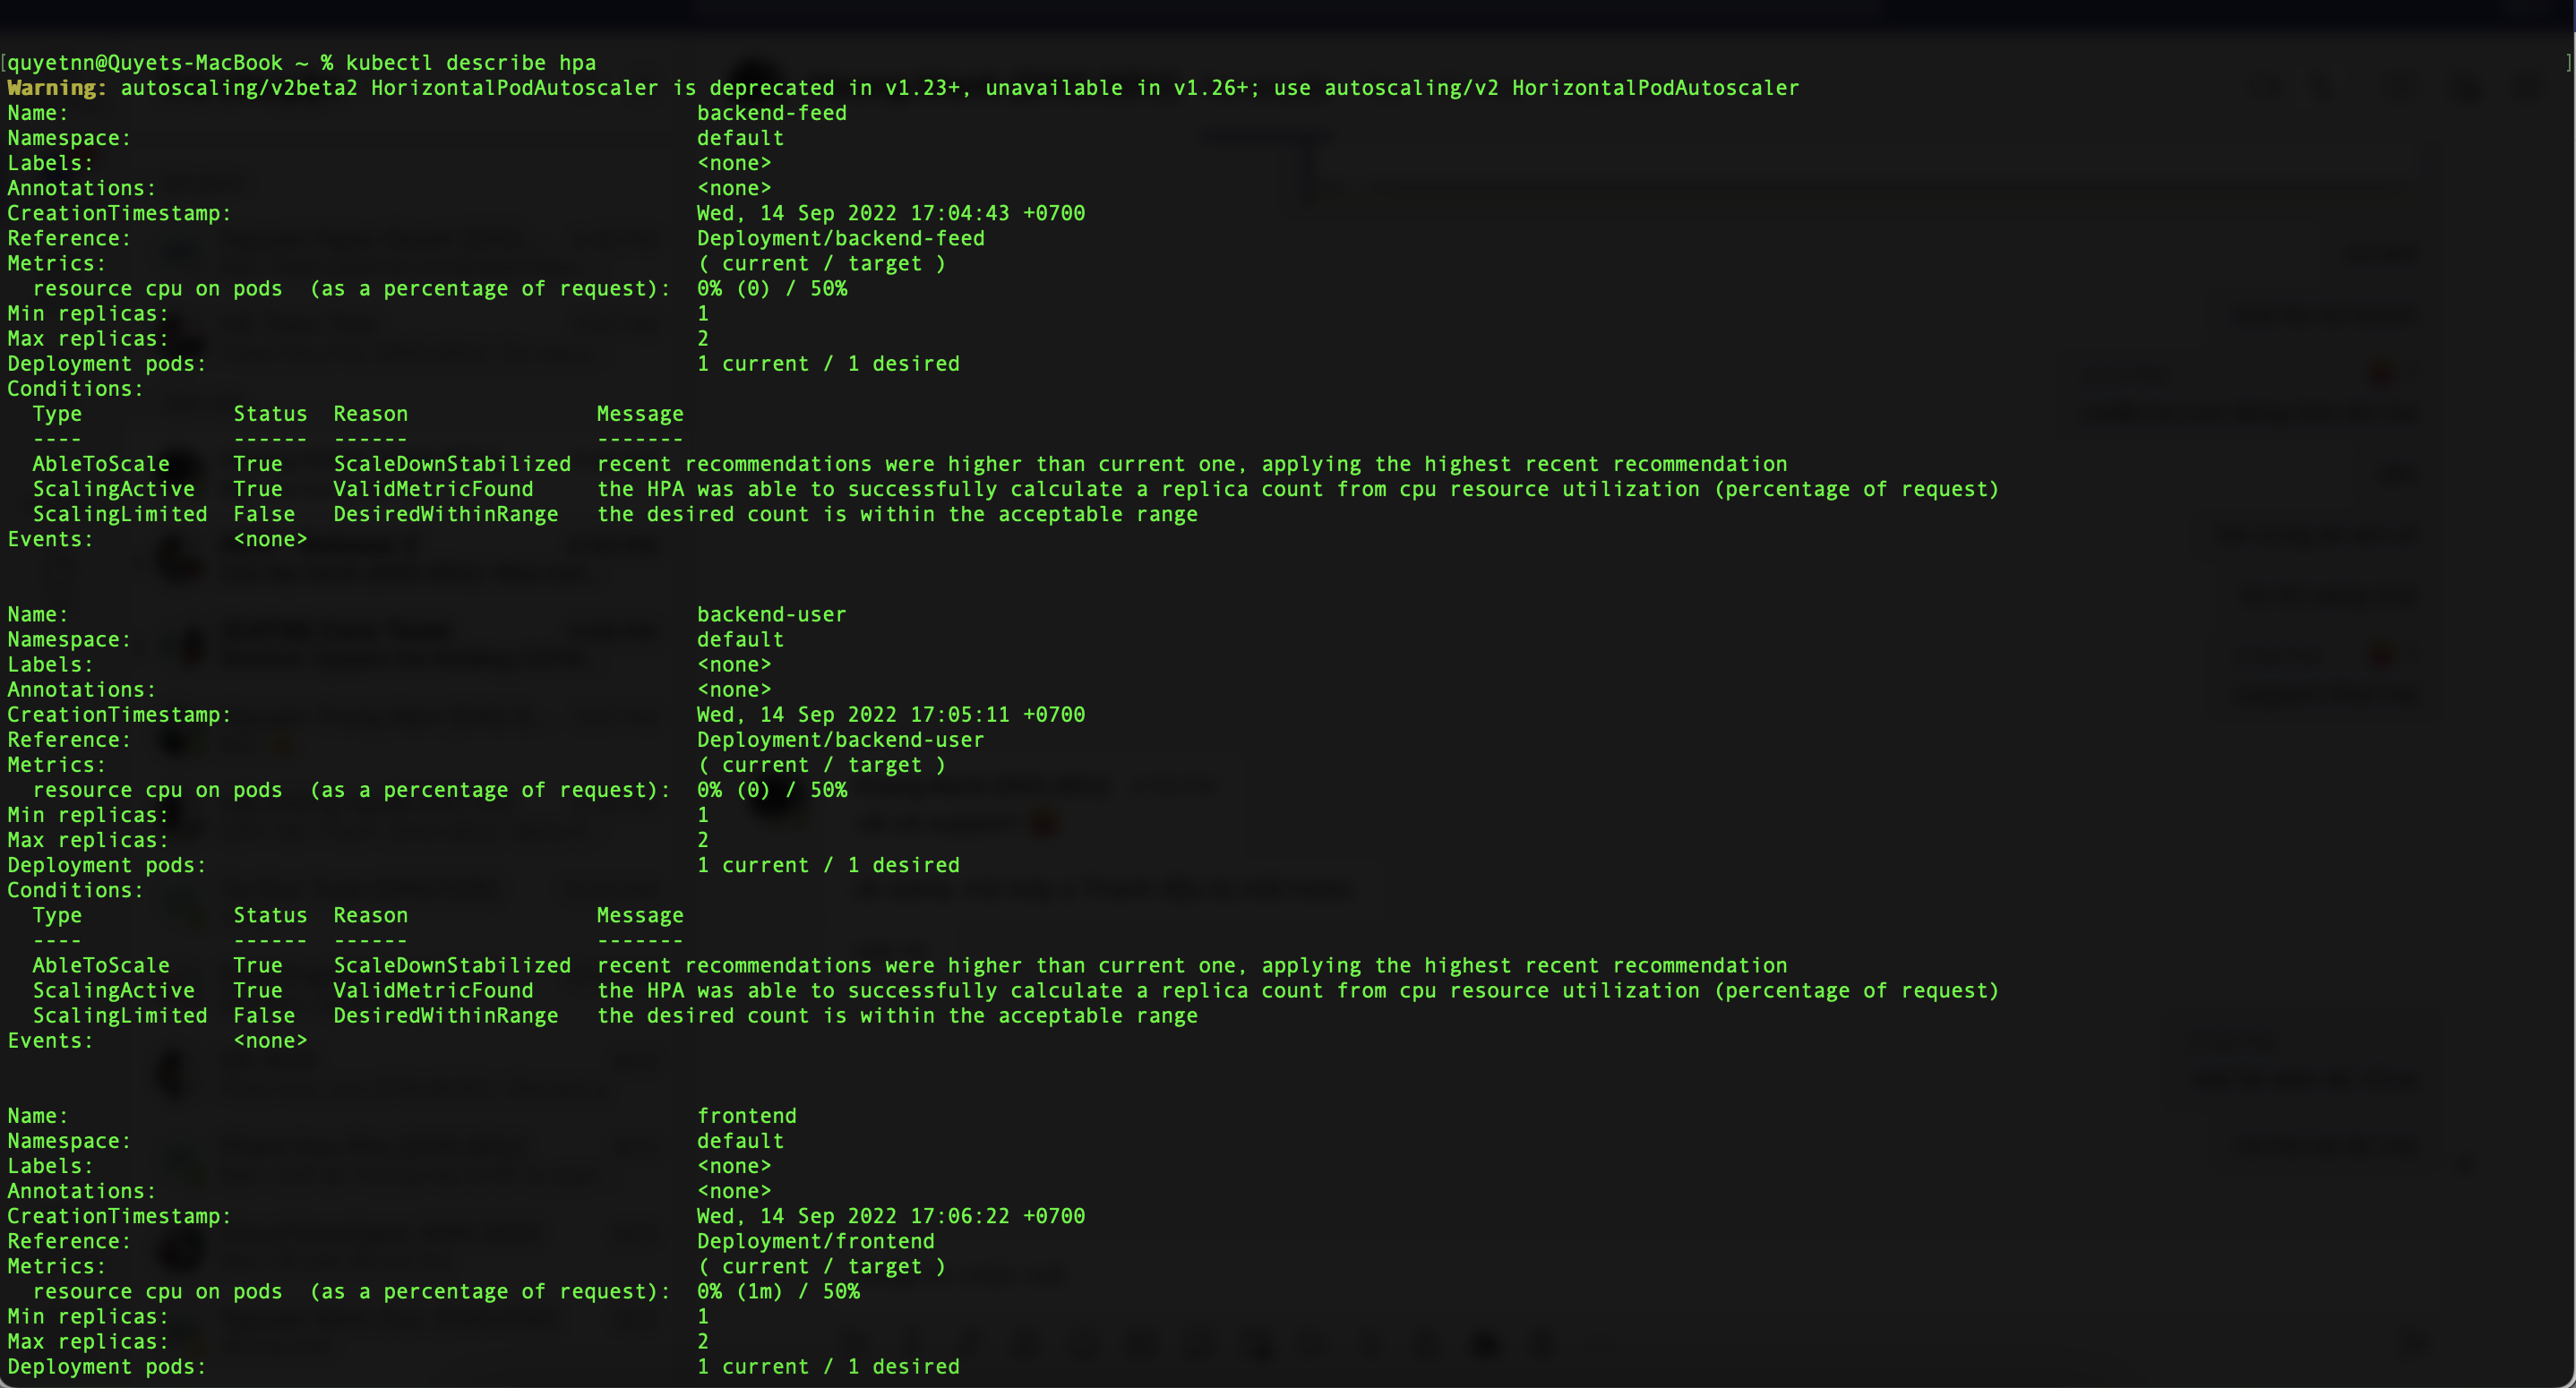 [quyetnn@Quyets-MacBook ~ % kubectl describe hpa ]
Warning: autoscaling/v2beta2 HorizontalPodAutoscaler is deprecated in v1.23+, unavailable in v1.26+; use autoscaling/v2 HorizontalPodAutoscaler
Name: backend-feed
Namespace: default
Labels: <none>
Annotations: <none>
CreationTimestamp: Wed, 14 Sep 2022 17:04:43 +0700
Reference: Deployment/backend-feed
Metrics: ( current / target )
resource cpu on pods (as a percentage of request): 0% (0) / 50%
Min replicas: 1
Max replicas: 2
Deployment pods: 1 current / 1 desired
Conditions:
Type Status Reason Message
---- ------ ------ -------
AbleToScale True ScaleDownStabilized recent recommendations were higher than current one, applying the highest recent recommendation
ScalingActive True ValidMetricFound the HPA was able to successfully calculate a replica count from cpu resource utilization (percentage of request)
ScalingLimited False DesiredWithinRange the desired count is within the acceptable range
Events: <none>
Name: backend-user
Namespace: default
Labels: <none>
Annotations: <none>
CreationTimestamp: Wed, 14 Sep 2022 17:05:11 +0700
Reference: Deployment/backend-user
Metrics: ( current / target )
resource cpu on pods (as a percentage of request): 0% (0) / 50%
Min replicas: 1
Max replicas: 2
Deployment pods: 1 current / 1 desired
Conditions:
Type Status Reason Message
---- ------ ------ -------
AbleToScale True ScaleDownStabilized recent recommendations were higher than current one, applying the highest recent recommendation
ScalingActive True ValidMetricFound the HPA was able to successfully calculate a replica count from cpu resource utilization (percentage of request)
ScalingLimited False DesiredWithinRange the desired count is within the acceptable range
Events: <none>
Name: frontend
Namespace: default
Labels: <none>
Annotations: <none>
CreationTimestamp: Wed, 14 Sep 2022 17:06:22 +0700
Reference: Deployment/frontend
Metrics: ( current / target )
resource cpu on pods (as a percentage of request): 0% (1m) / 50%
Min replicas: 1
Max replicas: 2
Deployment pods: 1 current / 1 desired